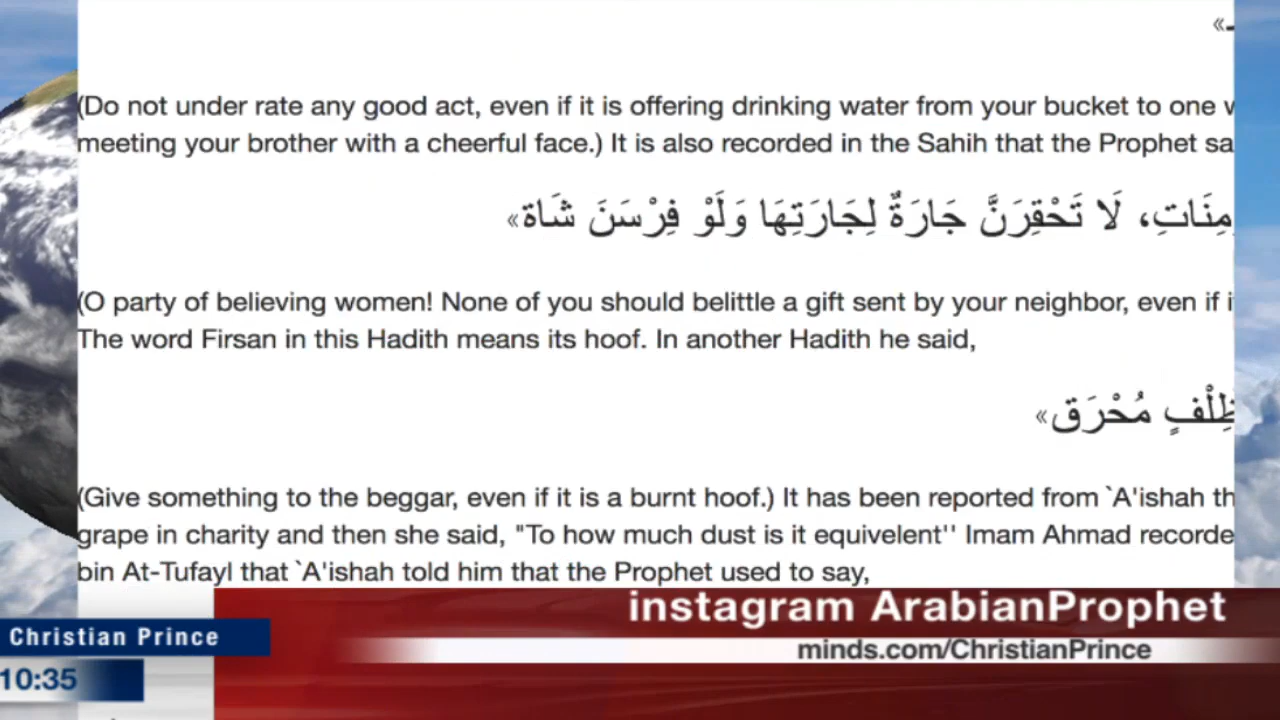 (Do not under rate any good act, even if it is offering drinking water from your bucket to one
meeting your brother with a cheerful face.) It is also recorded in the Sahih that the Prophet sa
مِنَاتِ، لَا تَحْقِرَنَّ جَارَةٌ لِجَارَتِهَا وَلَوْ فِرْسَنَ شَاة»
(O party of believing women! None of you should belittle a gift sent by your neighbor, even if i
The word Firsan in this Hadith means its hoof. In another Hadith he said,
ظِلْفٍ مُحْرَق»
(Give something to the beggar, even if it is a burnt hoof.) It has been reported from `A'ishah th
grape in charity and then she said, "To how much dust is it equivelent'' Imam Ahmad recorde
bin At-Tufayl that `A'ishah told him that the Prophet used to say,
instagram ArabianProphet
Christian Prince
minds.com/ChristianPrince
10:35